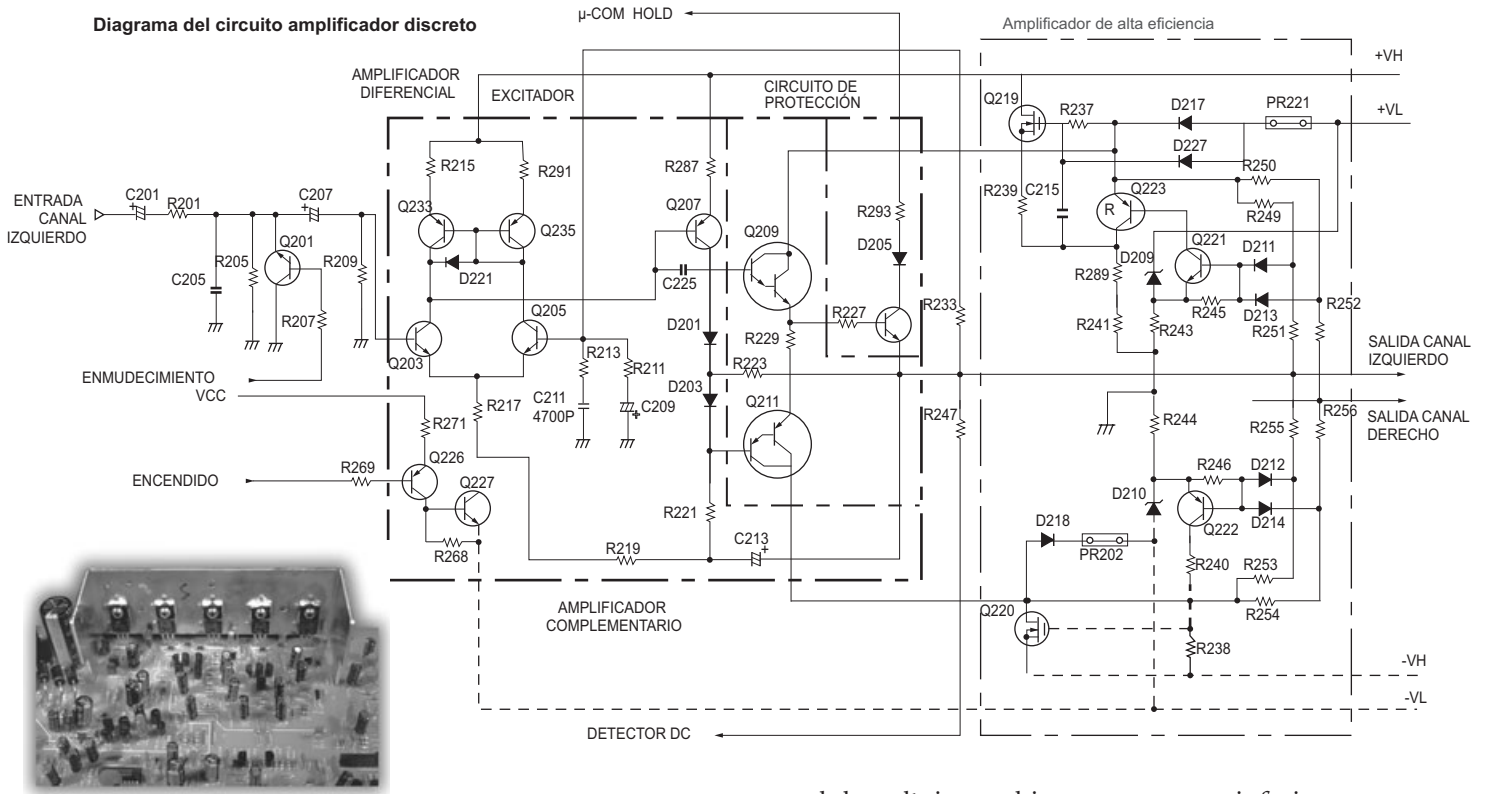 Diagrama del circuito amplificador discreto
µ-COM HOLD
Amplificador de alta eficiencia
+VH
AMPLIFICADOR
DIFERENCIAL
EXCITADOR
CIRCUITO DE
PROTECCIÓN
Q219
R237
D217
PR221
+VL
D227
R250
R215
R291
R287
R239
C215
Q223
R
R249
C201
R201
C207
ENTRADA
CANAL
IZQUIERDO
Q233
Q235
Q207
Q209
R293
D205
Q221
D211
Q201
R205
C205
R209
D221
C225
R289
D209
R207
Q205
D201
R227
R233
R245
D213
R252
R241
R243
R251
Q203
R213
R211
R229
R223
SALIDA CANAL
IZQUIERDO
ENMUDECIMIENTO
VCC
R217
C211
4700P
C209
D203
Q211
R247
R244
R255
R256
SALIDA CANAL
DERECHO
R271
ENCENDIDO
R269
Q226
Q227
R246
D212
D210
D214
Q222
R268
R221
R219
C213
D218
PR202
R240
R253
R254
AMPLIFICADOR
COMPLEMENTARIO
Q220
R238
-VH
-VL
DETECTOR DC